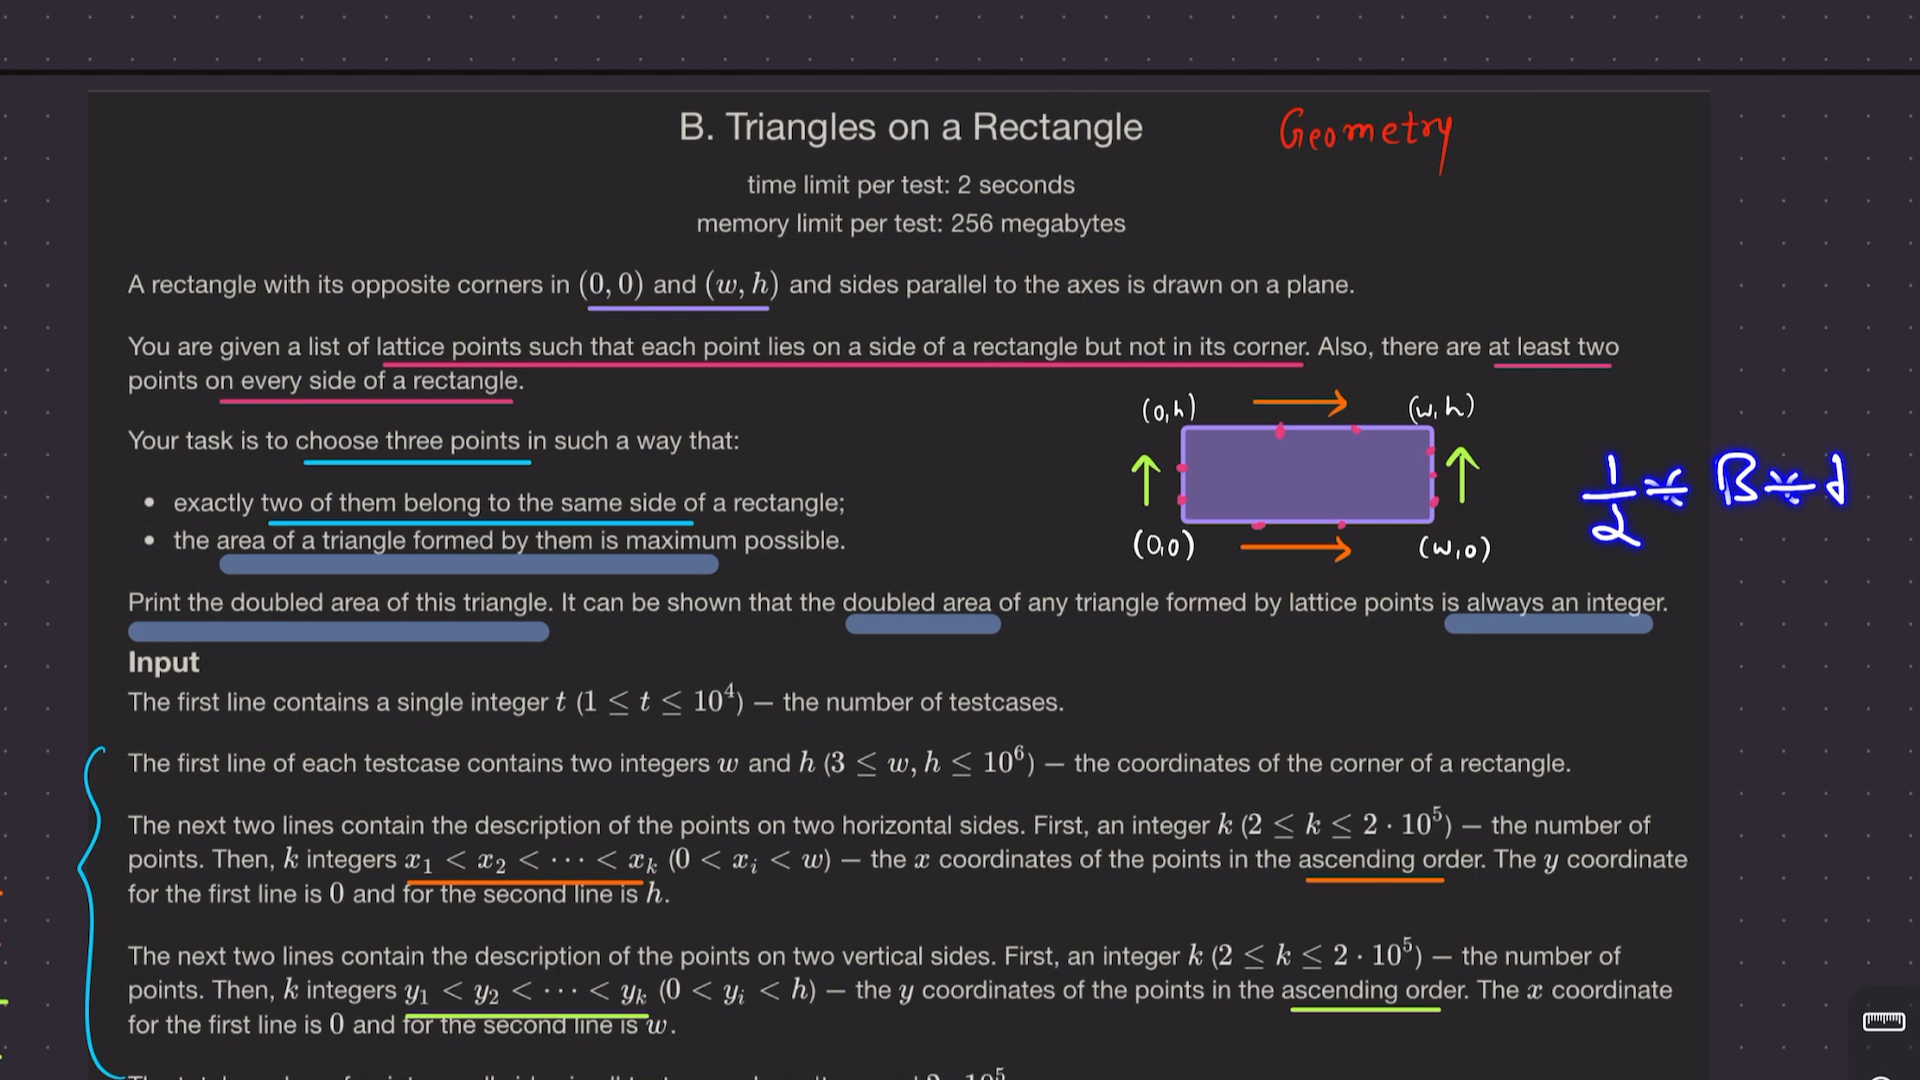 B. Triangles on a Rectangle
Geometry
time limit per test: 2 seconds
memory limit per test: 256 megabytes
A rectangle with its opposite corners in (0, 0) and (w, h) and sides parallel to the axes is drawn on a plane.
You are given a list of lattice points such that each point lies on a side of a rectangle but not in its corner. Also, there are at least two
points on every side of a rectangle.
(0,h) (w,h)
Your task is to choose three points in such a way that:
1/2 * B * d
• exactly two of them belong to the same side of a rectangle;
• the area of a triangle formed by them is maximum possible.
(0,0) (w,0)
Print the doubled area of this triangle. It can be shown that the doubled area of any triangle formed by lattice points is always an integer.
Input
The first line contains a single integer t (1 ≤ t ≤ 10⁴) — the number of testcases.
The first line of each testcase contains two integers w and h (3 ≤ w, h ≤ 10⁶) — the coordinates of the corner of a rectangle.
The next two lines contain the description of the points on two horizontal sides. First, an integer k (2 ≤ k ≤ 2 · 10⁵) — the number of
points. Then, k integers x₁ < x₂ < ⋯ < xₖ (0 < xᵢ < w) — the x coordinates of the points in the ascending order. The y coordinate
for the first line is 0 and for the second line is h.
The next two lines contain the description of the points on two vertical sides. First, an integer k (2 ≤ k ≤ 2 · 10⁵) — the number of
points. Then, k integers y₁ < y₂ < ⋯ < yₖ (0 < yᵢ < h) — the y coordinates of the points in the ascending order. The x coordinate
for the first line is 0 and for the second line is w.